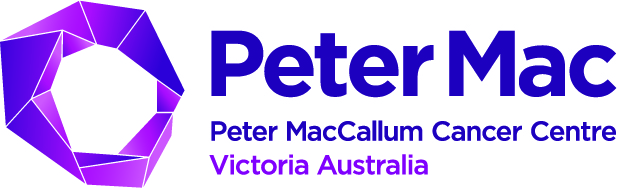 Peter Mac
Peter MacCallum Cancer Centre
Victoria Australia